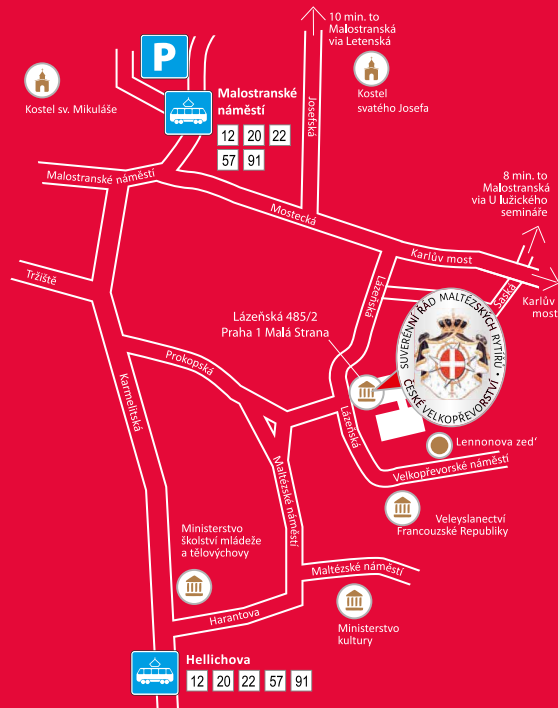 10 min. to
Malostranská
via Letenská
P
Kostel sv. Mikuláše
Malostranské
náměstí
12 20 22
57 91
Josefská
Kostel
svatého Josefa
8 min. to
Malostranská
via U lužického
semináře
Malostranské náměstí
Mostecká
Karlův most
Karlův
most
Saská
Tržiště
Lázeňská
Lázeňská 485/2
Praha 1 Malá Strana
SUVERÉNNÍ ŘÁD MALTÉZSKÝCH RYTÍŘŮ •
ČESKÉ VELKOPŘEVORSTVÍ •
Prokopská
Karmelitská
Lázeňská
Lennonova zeď
Maltézské náměstí
Velkopřevorské náměstí
Veleyslanectví
Francouzské Republiky
Ministerstvo
školství mládeže
a tělovýchovy
Maltézské náměstí
Harantova
Ministerstvo
kultury
Hellichova
12 20 22 57 91